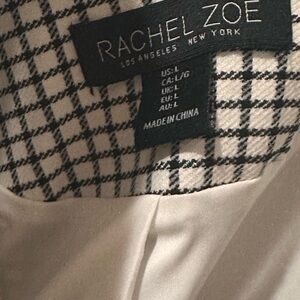 RACHEL ZOE
LOS ANGELES NEW YORK
US: L
CA: L/G
UK: L
EU: L
AU: L
MADE IN CHINA